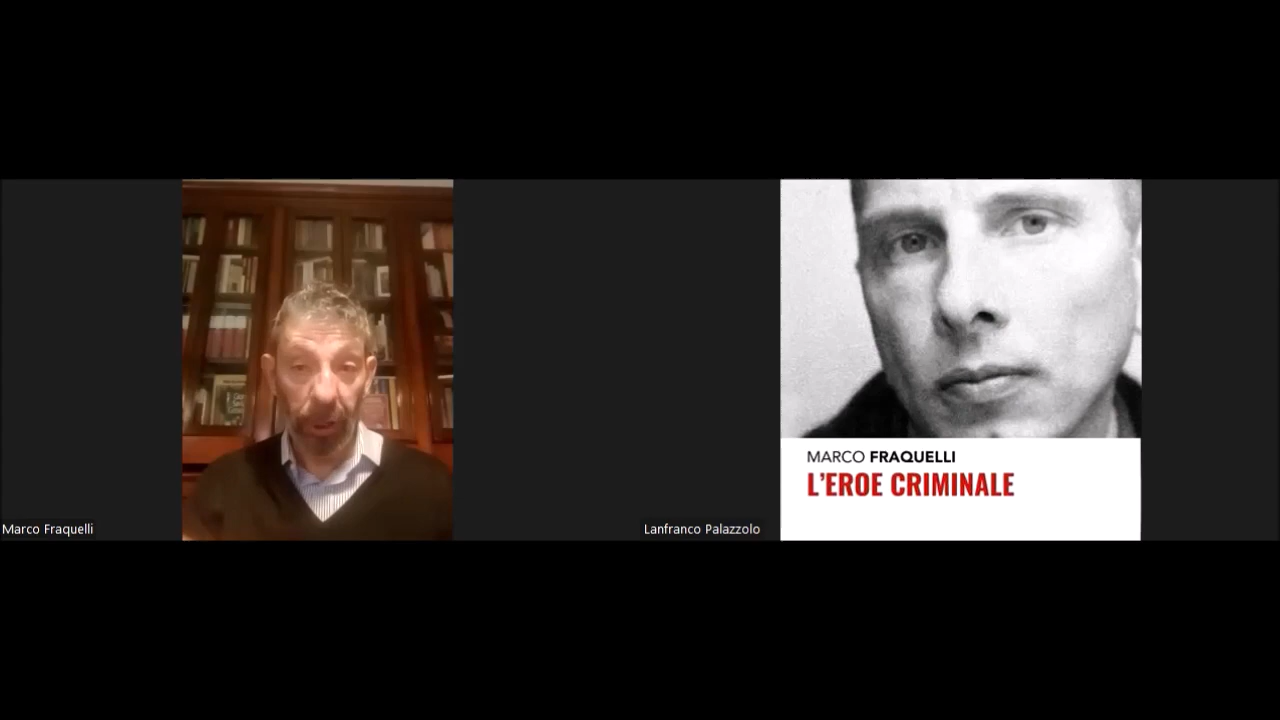 Marco Fraquelli
Lanfranco Palazzolo
MARCO FRAQUELLI
L'EROE CRIMINALE